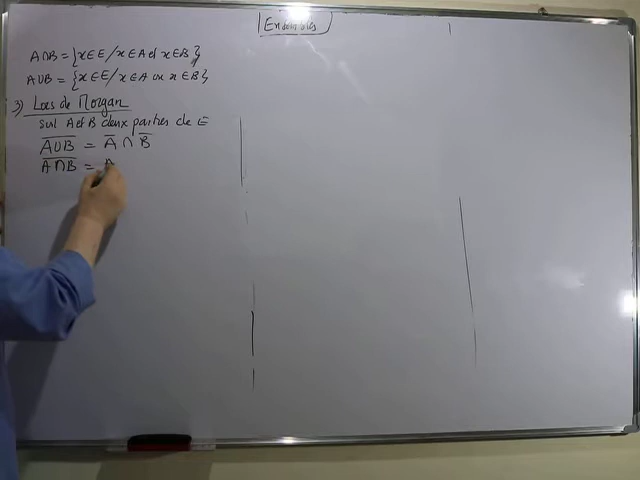 Ensembles
A∩B = {x∈E / x∈A et x∈B}
A∪B = {x∈E / x∈A ou x∈B}
3) Lois de Morgan
soit A et B deux parties de E
A̅∪̅B̅ = A̅ ∩ B̅
A̅∩̅B̅ = A